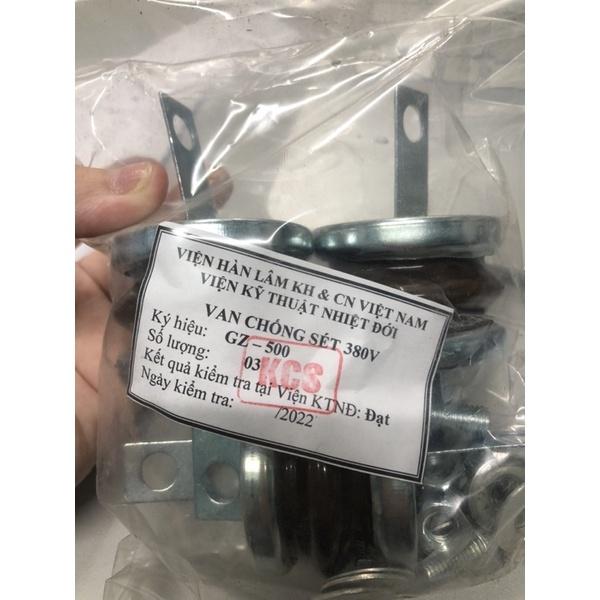 VIỆN HÀN LÂM KH & CN VIỆT NAM
VIỆN KỸ THUẬT NHIỆT ĐỚI
VAN CHỐNG SÉT 380V
Ký hiệu: GZ – 500
Số lượng: 03
KCS
Kết quả kiểm tra tại Viện KTNĐ: Đạt
Ngày kiểm tra: /2022